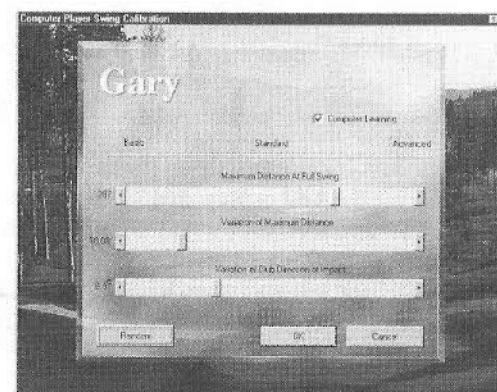 Computer Player Swing Calibration
Gary
Computer Learning
Basic Standard Advanced
Maximum Distance At Full Swing
Variation of Maximum Distance
Variation in Club Direction at Impact
Random OK Cancel